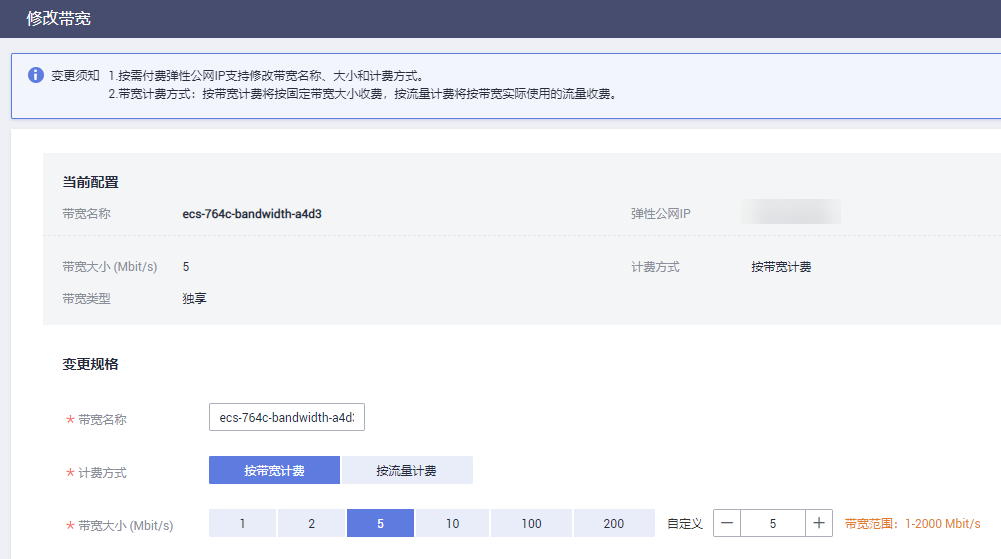 修改带宽
变更须知 1.按需付费弹性公网IP支持修改带宽名称、大小和计费方式。
2.带宽计费方式：按带宽计费将按固定带宽大小收费，按流量计费将按带宽实际使用的流量收费。
当前配置
带宽名称 ecs-764c-bandwidth-a4d3 弹性公网IP
带宽大小 (Mbit/s) 5 计费方式 按带宽计费
带宽类型 独享
变更规格
* 带宽名称 ecs-764c-bandwidth-a4d3
* 计费方式 按带宽计费 按流量计费
* 带宽大小 (Mbit/s) 1 2 5 10 100 200 自定义 — 5 + 带宽范围：1-2000 Mbit/s